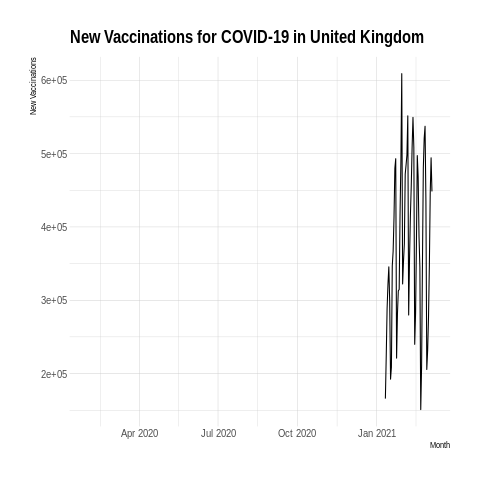 New Vaccinations for COVID-19 in United Kingdom
New Vaccinations
6e+05
5e+05
4e+05
3e+05
2e+05
Apr 2020 Jul 2020 Oct 2020 Jan 2021
Month